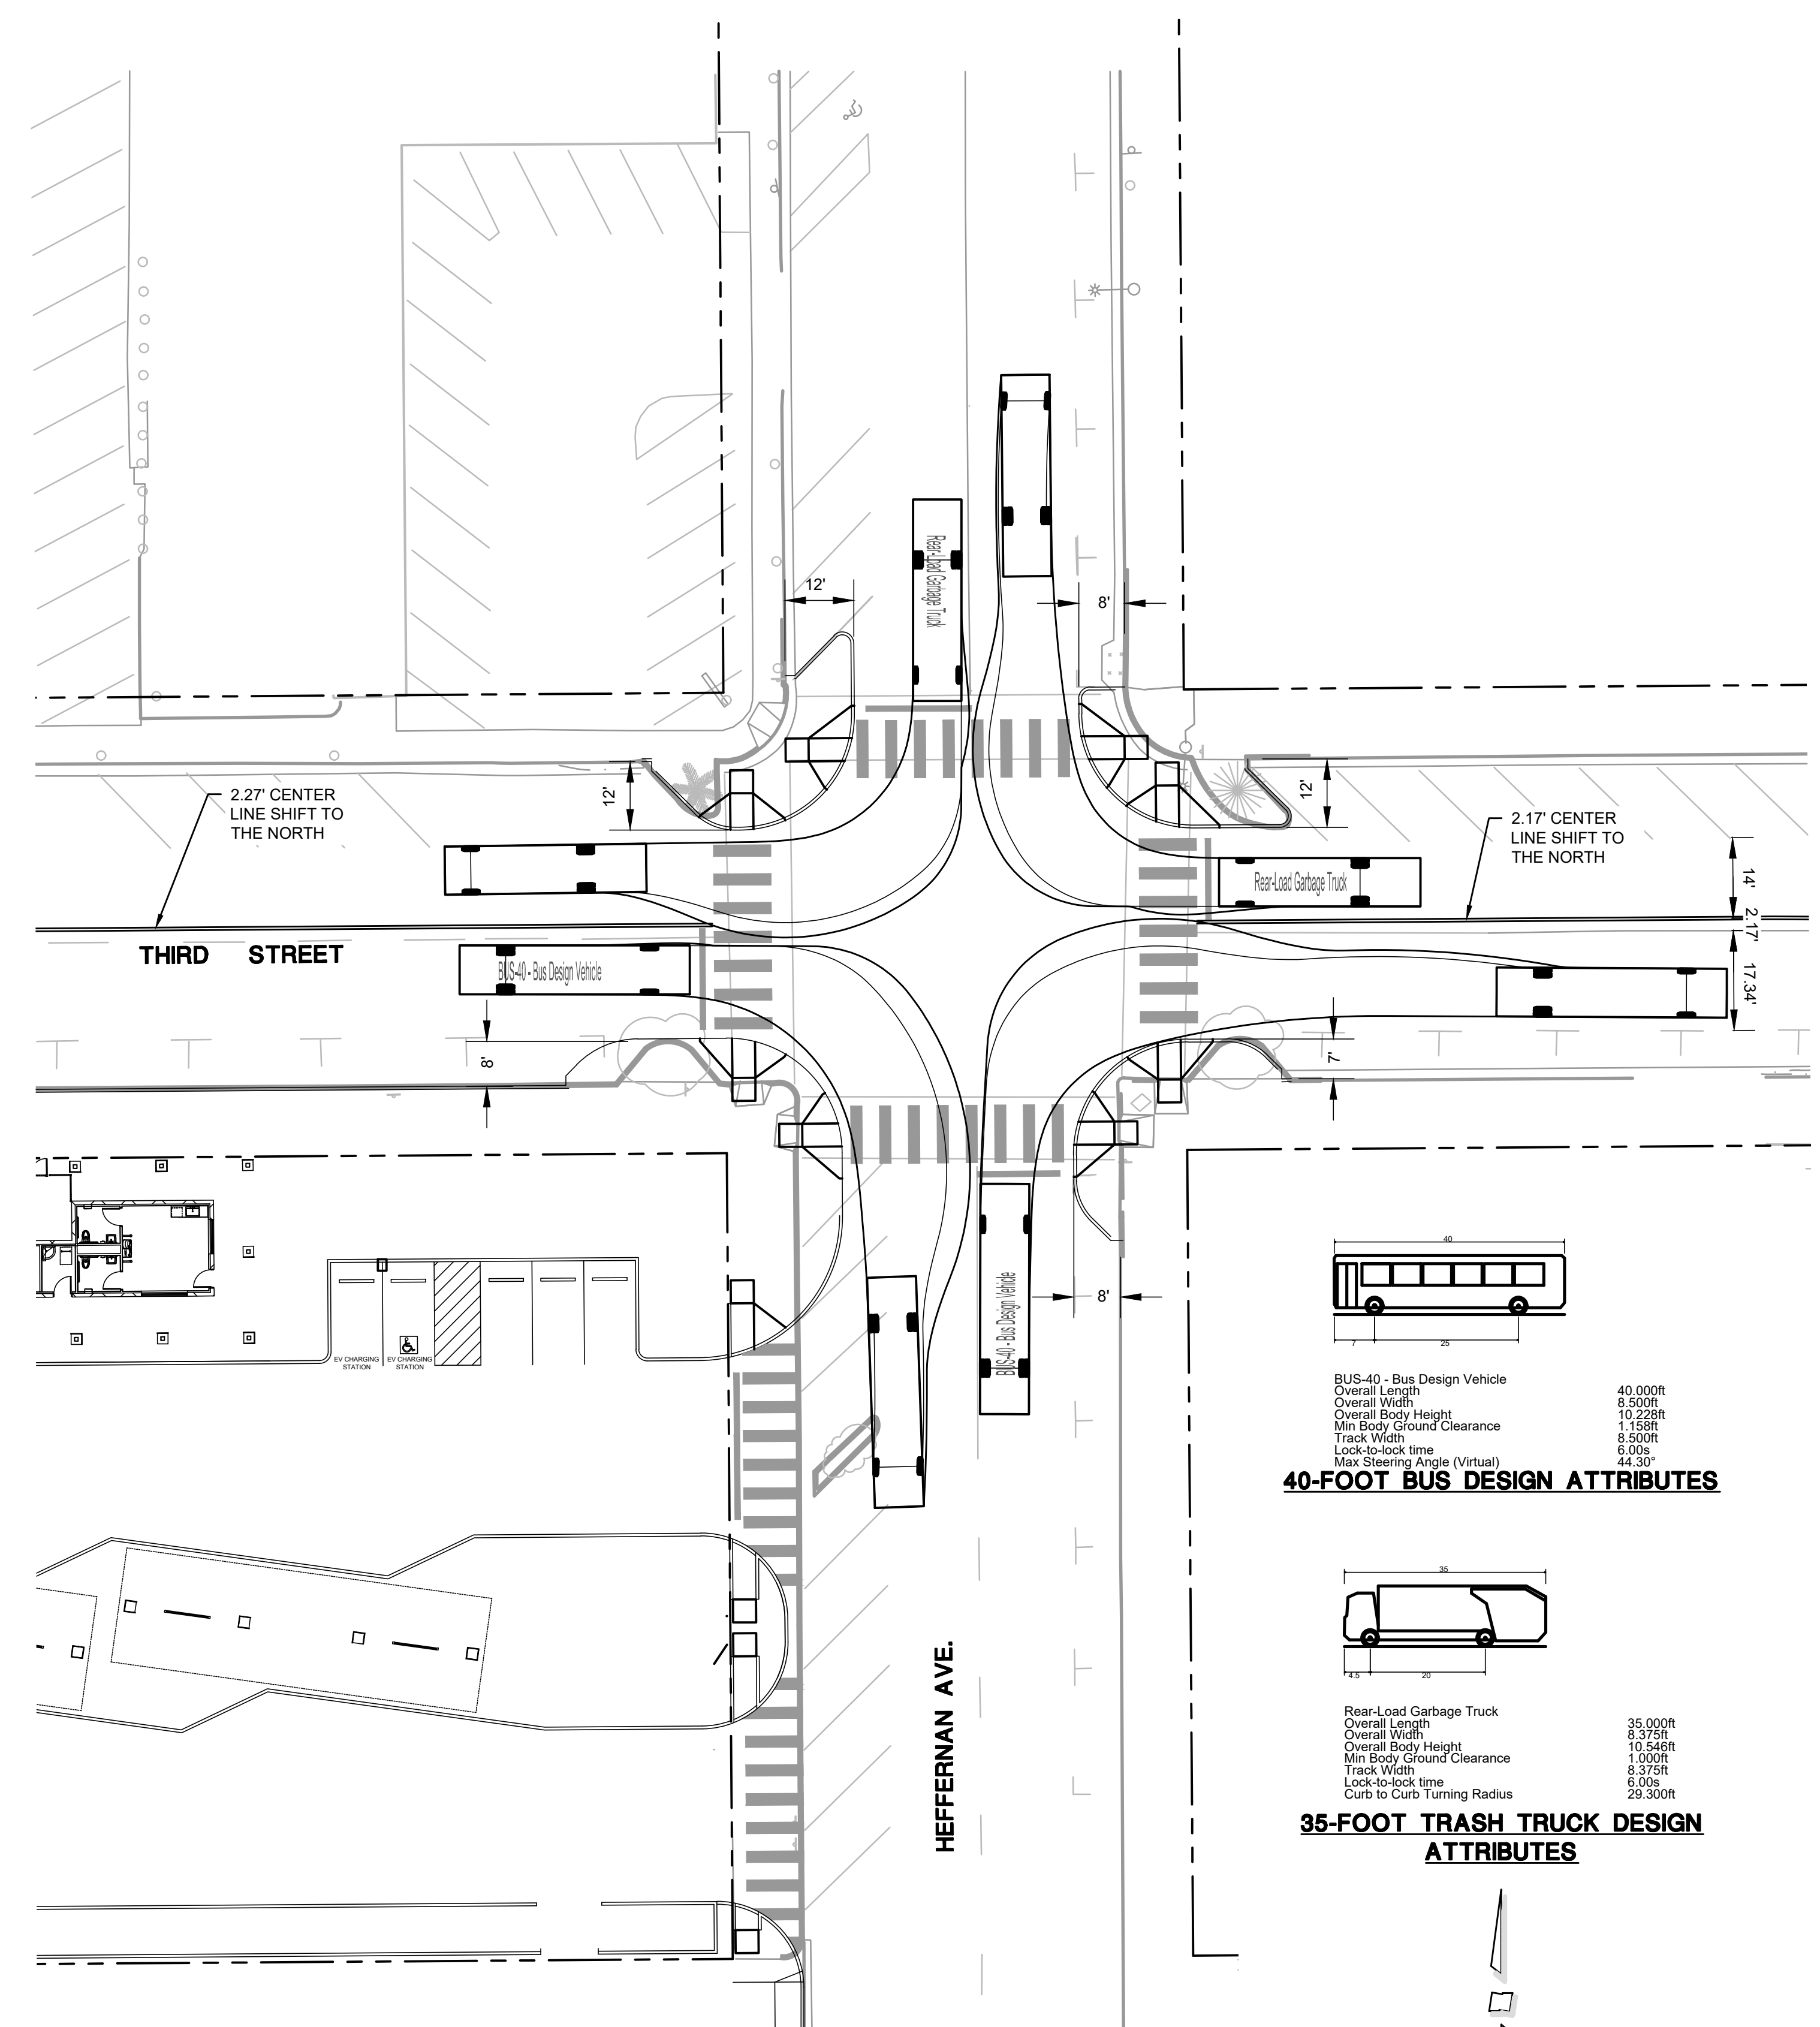 12'
Rear-Load Garbage Truck
8'
12'
12'
2.27' CENTER
LINE SHIFT TO
THE NORTH
2.17' CENTER
LINE SHIFT TO
THE NORTH
Rear-Load Garbage Truck
14'
2.17'
17.34'
THIRD STREET
BUS-40 - Bus Design Vehicle
8'
7'
BUS-40 - Bus Design Vehicle
8'
EV CHARGING
STATION
EV CHARGING
STATION
HEFFERNAN AVE.
40
7
25
BUS-40 - Bus Design Vehicle
Overall Length 40.000ft
Overall Width 8.500ft
Overall Body Height 10.228ft
Min Body Ground Clearance 1.158ft
Track Width 8.500ft
Lock-to-lock time 6.00s
Max Steering Angle (Virtual) 44.30°
40-FOOT BUS DESIGN ATTRIBUTES
35
4.5
20
Rear-Load Garbage Truck
Overall Length 35.000ft
Overall Width 8.375ft
Overall Body Height 10.546ft
Min Body Ground Clearance 1.000ft
Track Width 8.375ft
Lock-to-lock time 6.00s
Curb to Curb Turning Radius 29.300ft
35-FOOT TRASH TRUCK DESIGN
ATTRIBUTES